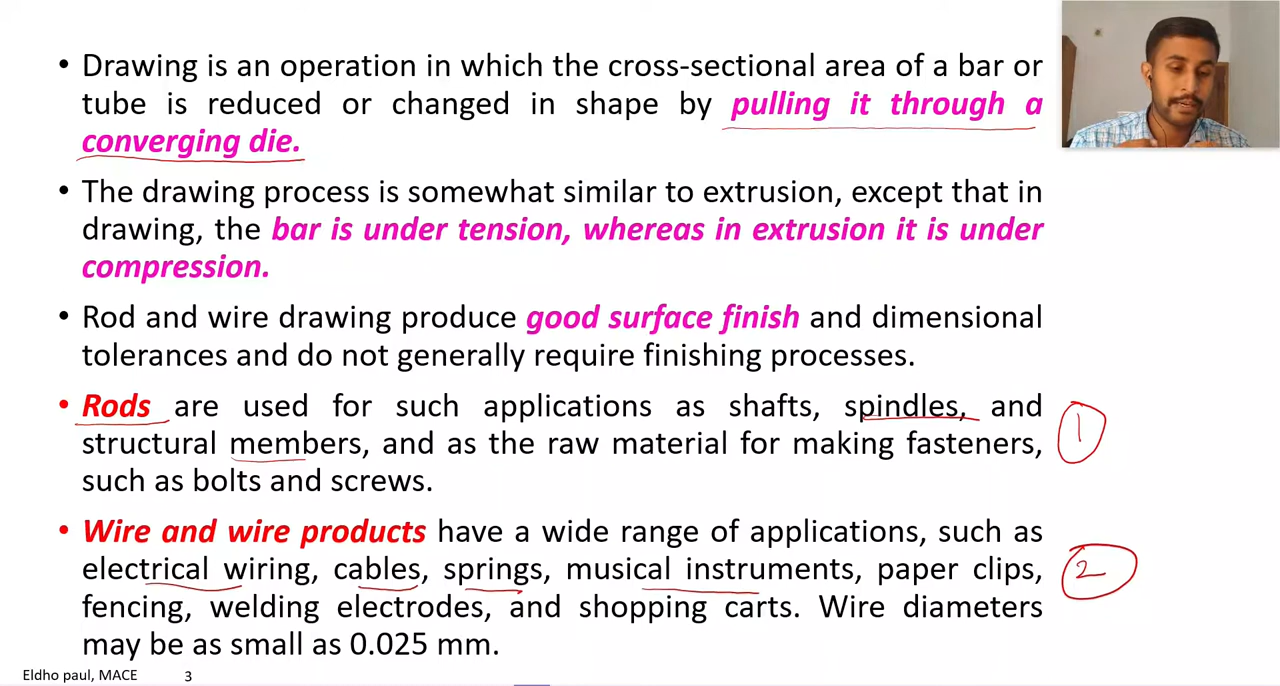 • Drawing is an operation in which the cross-sectional area of a bar or
tube is reduced or changed in shape by pulling it through a
converging die.
• The drawing process is somewhat similar to extrusion, except that in
drawing, the bar is under tension, whereas in extrusion it is under
compression.
• Rod and wire drawing produce good surface finish and dimensional
tolerances and do not generally require finishing processes.
• Rods are used for such applications as shafts, spindles, and
structural members, and as the raw material for making fasteners,
such as bolts and screws.
1
• Wire and wire products have a wide range of applications, such as
electrical wiring, cables, springs, musical instruments, paper clips,
fencing, welding electrodes, and shopping carts. Wire diameters
may be as small as 0.025 mm.
2
Eldho paul, MACE 3